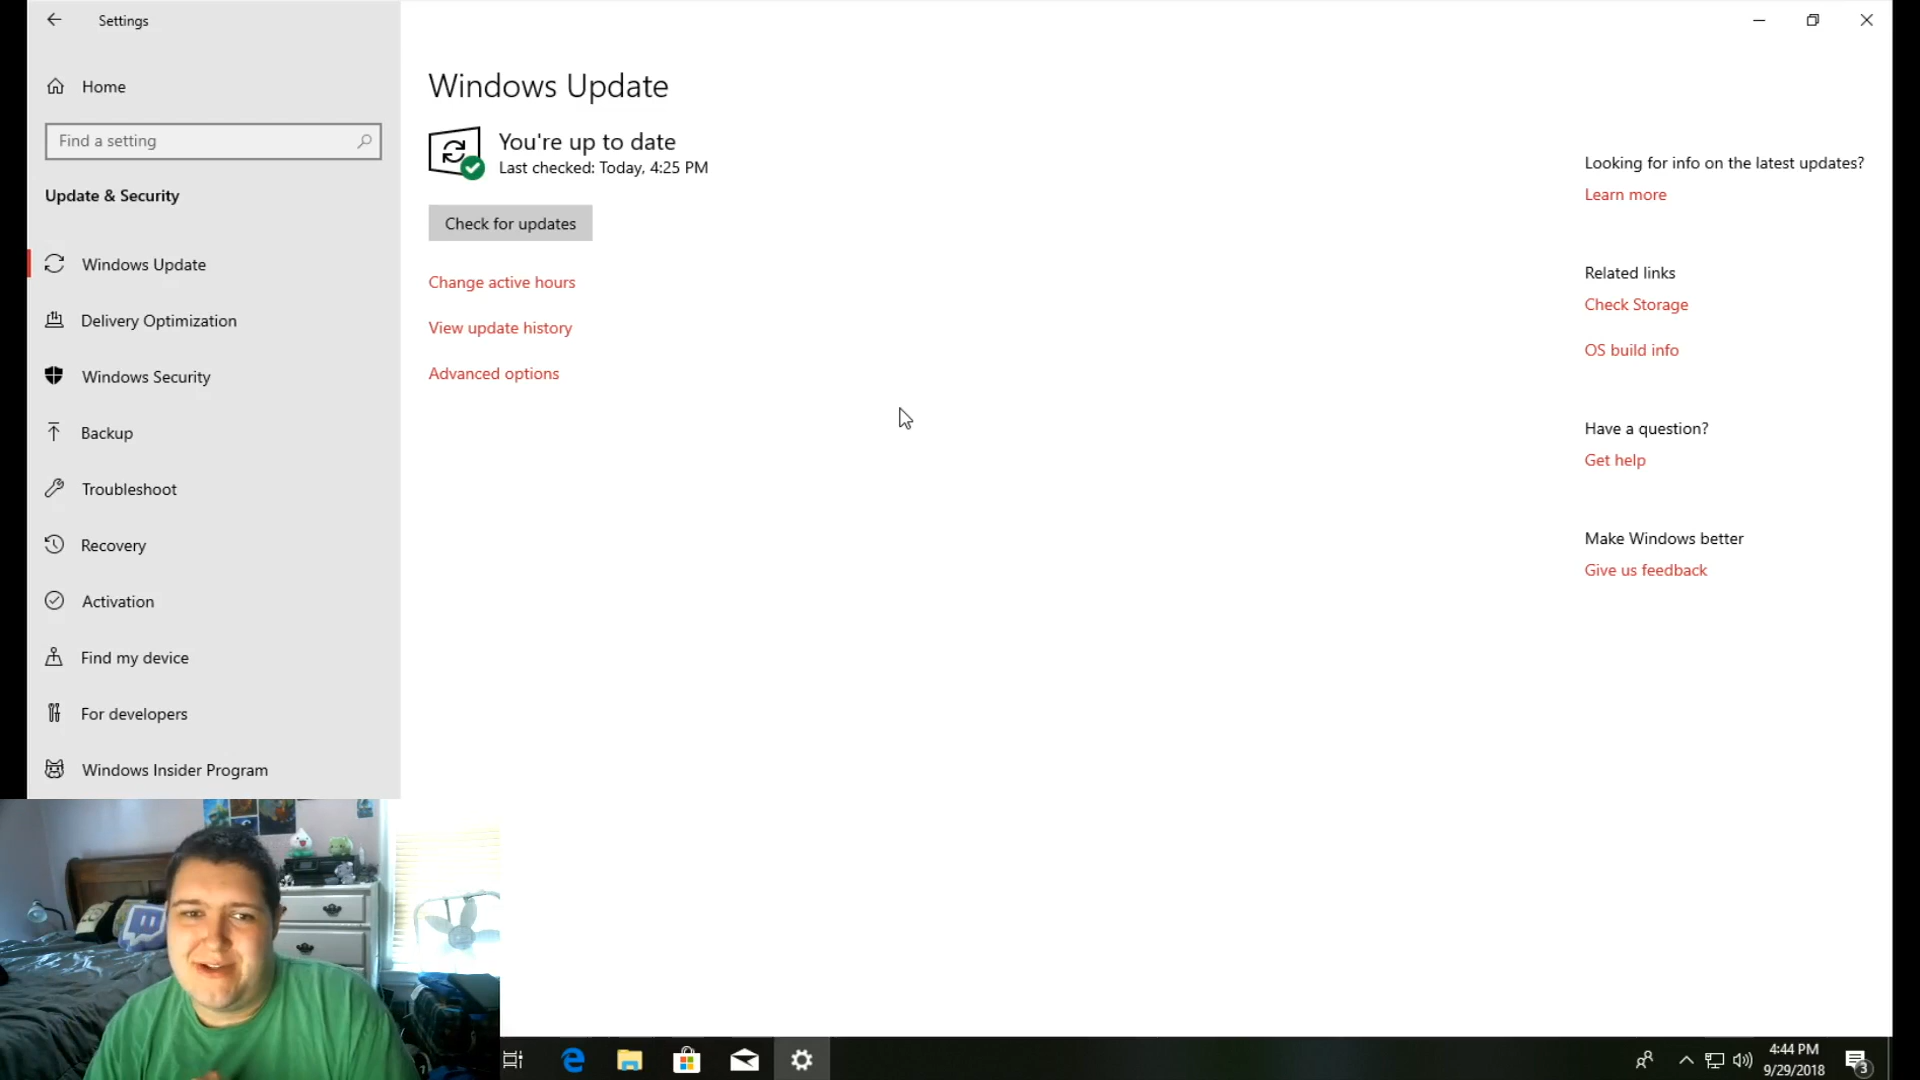 Settings
Home
Find a setting
Update & Security
Windows Update
Delivery Optimization
Windows Security
Backup
Troubleshoot
Recovery
Activation
Find my device
For developers
Windows Insider Program
Windows Update
You're up to date
Last checked: Today, 4:25 PM
Check for updates
Change active hours
View update history
Advanced options
Looking for info on the latest updates?
Learn more
Related links
Check Storage
OS build info
Have a question?
Get help
Make Windows better
Give us feedback
4:44 PM
9/29/2018
3